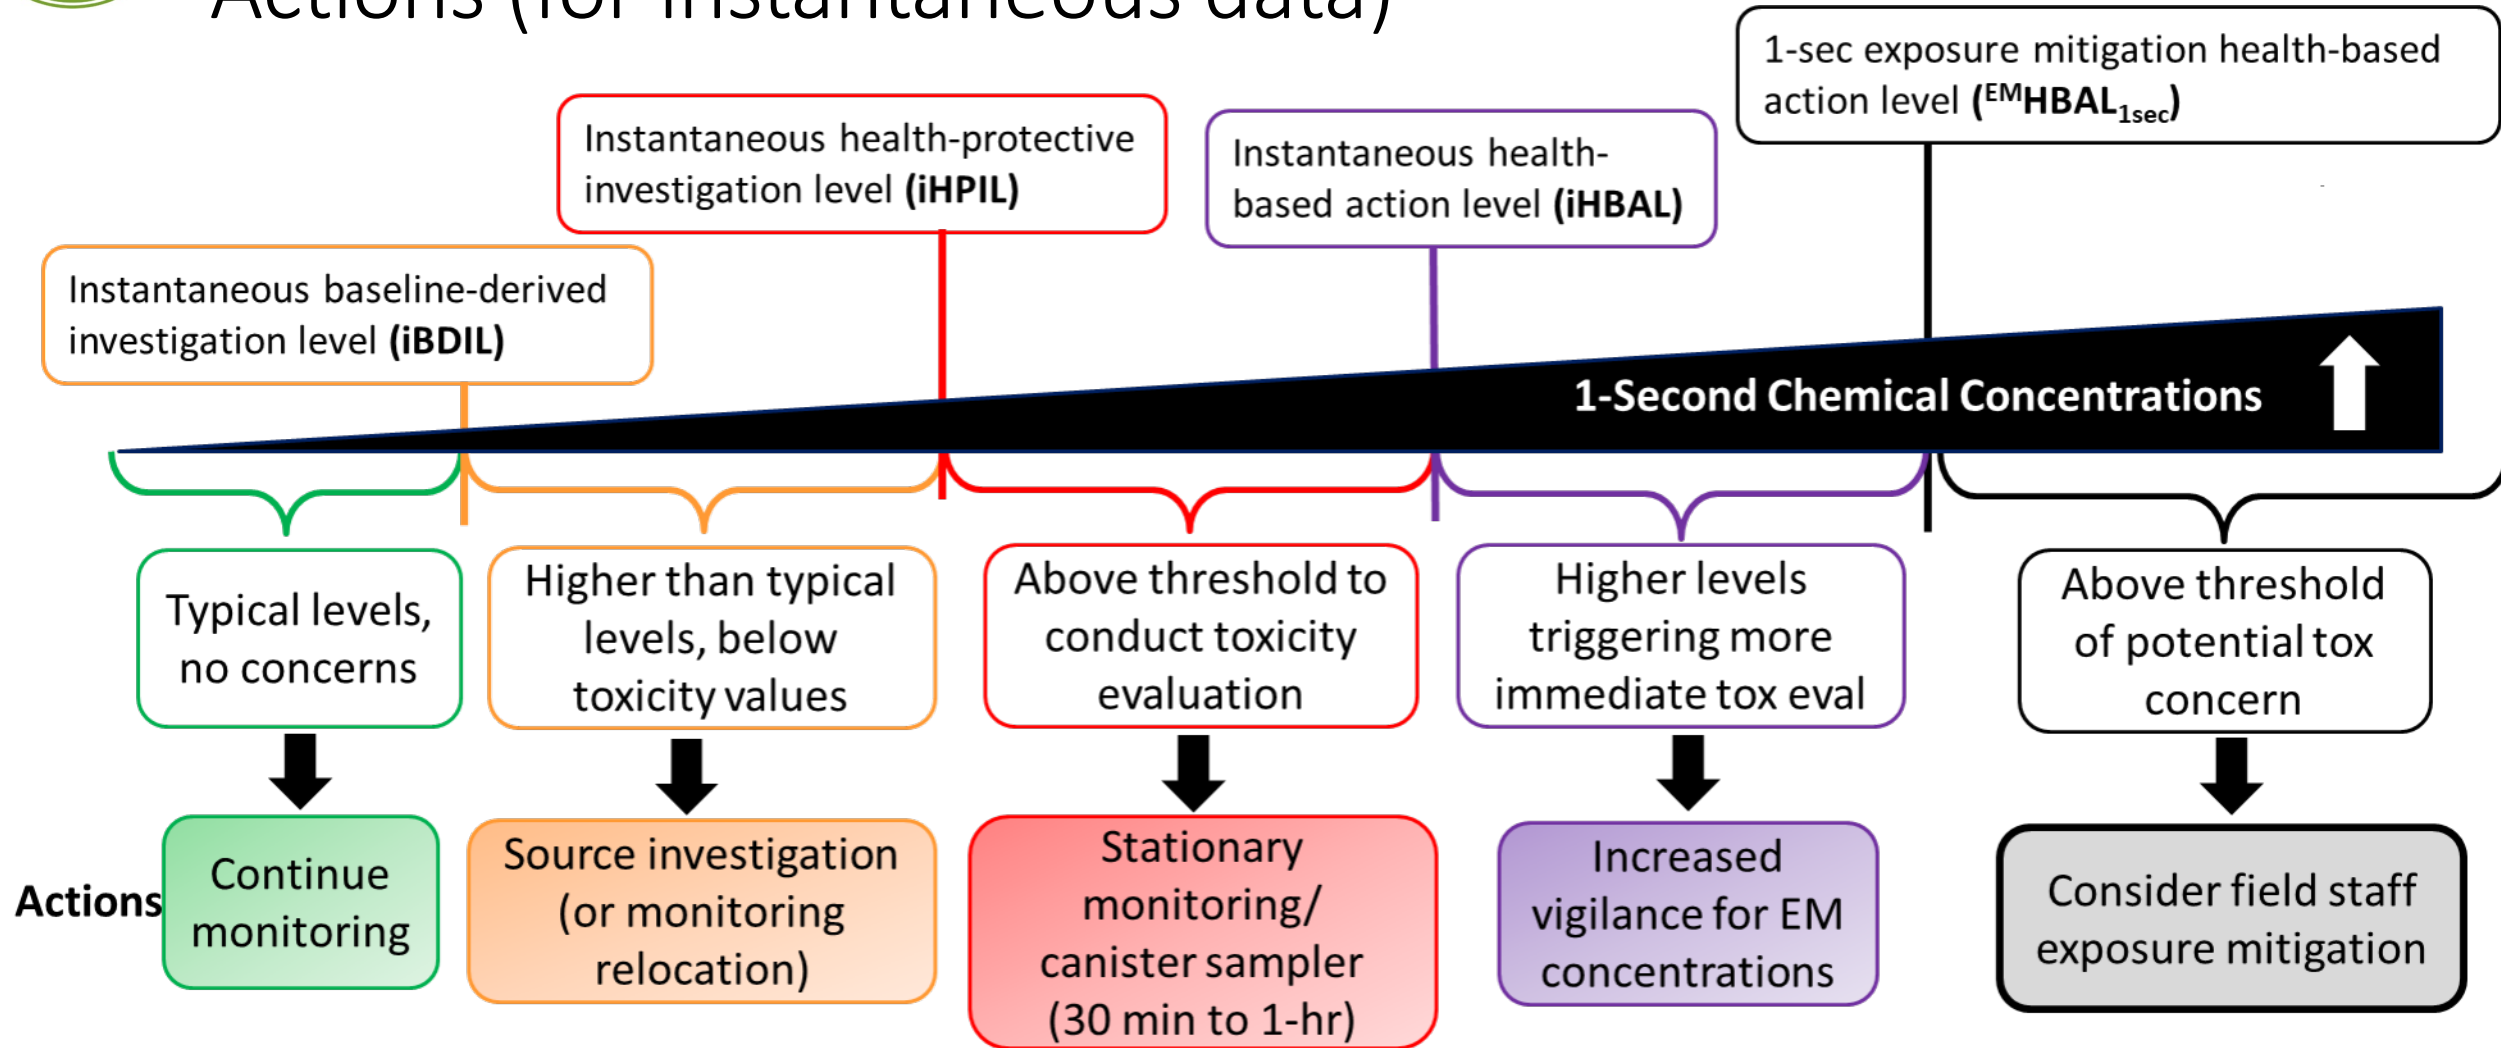 Actions (for instantaneous data)
1-sec exposure mitigation health-based
action level (EMHBAL1sec)
Instantaneous health-protective
investigation level (iHPIL)
Instantaneous health-
based action level (iHBAL)
Instantaneous baseline-derived
investigation level (iBDIL)
1-Second Chemical Concentrations
Typical levels,
no concerns
Higher than typical
levels, below
toxicity values
Above threshold to
conduct toxicity
evaluation
Higher levels
triggering more
immediate tox eval
Above threshold
of potential tox
concern
Actions
Continue
monitoring
Source investigation
(or monitoring
relocation)
Stationary
monitoring/
canister sampler
(30 min to 1-hr)
Increased
vigilance for EM
concentrations
Consider field staff
exposure mitigation